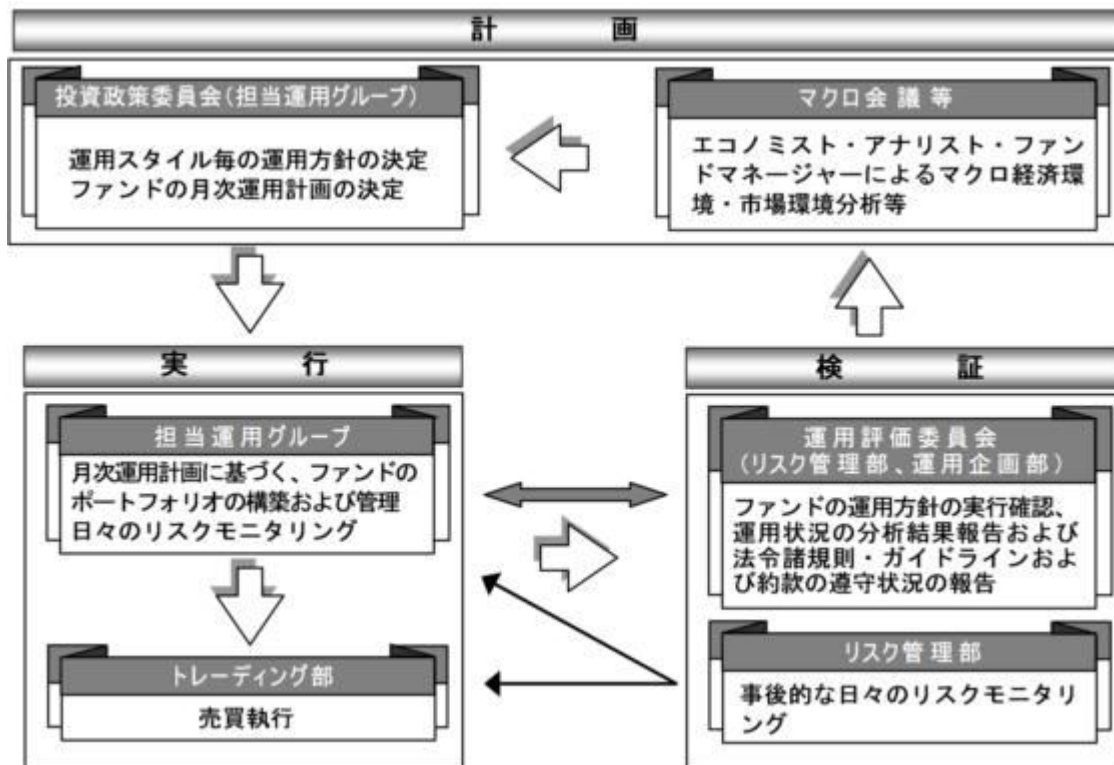 計画
投資政策委員会(担当運用グループ)
運用スタイル毎の運用方針の決定
ファンドの月次運用計画の決定
マクロ会議等
エコノミスト・アナリスト・ファン
ドマネージャーによるマクロ経済環
境・市場環境分析等
実行
担当運用グループ
月次運用計画に基づく、ファンドの
ポートフォリオの構築および管理
日々のリスクモニタリング
トレーディング部
売買執行
検証
運用評価委員会
(リスク管理部、運用企画部)
ファンドの運用方針の実行確認、
運用状況の分析結果報告および
法令諸規則・ガイドラインおよ
び約款の遵守状況の報告
リスク管理部
事後的な日々のリスクモニタリ
ング